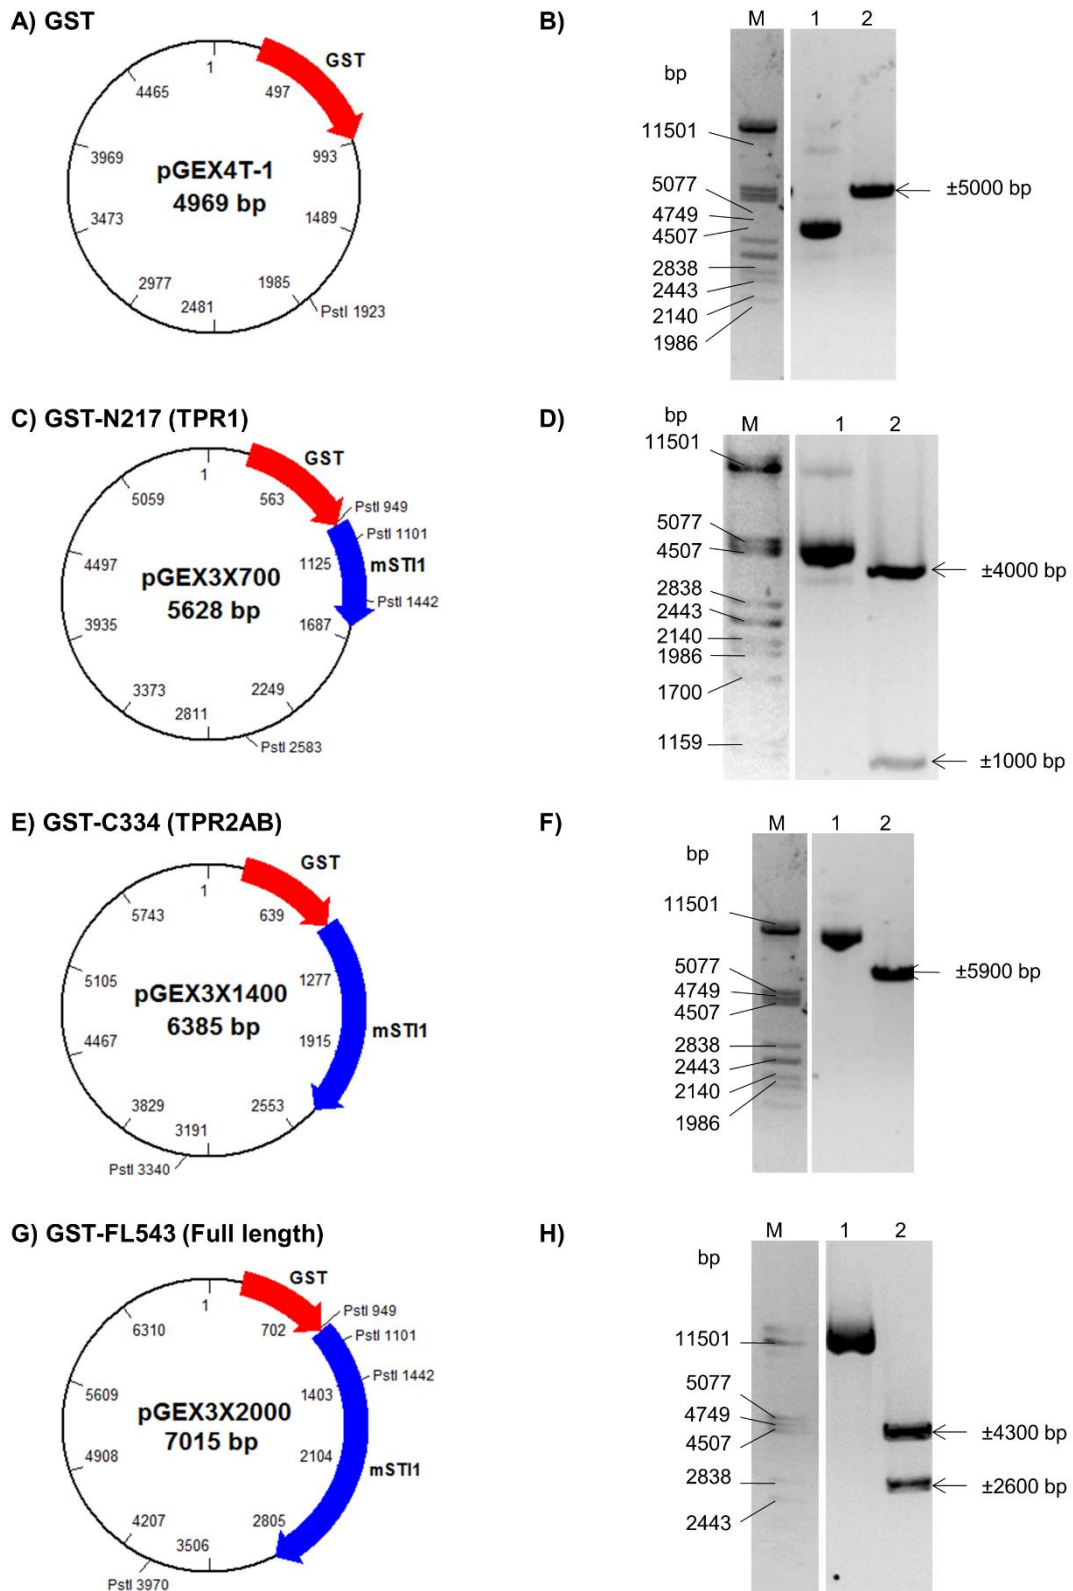 A) GST
1
GST
497
993
1489
1985
PstI 1923
2481
2977
3473
3969
4465
pGEX4T-1
4969 bp
B)
M 1 2
bp
11501
5077
4749
4507
2838
2443
2140
1986
±5000 bp
C) GST-N217 (TPR1)
1
GST
563
PstI 949
PstI 1101
1125
mSTI1
PstI 1442
1687
2249
PstI 2583
2811
3373
3935
4497
5059
pGEX3X700
5628 bp
D)
bp
M 1 2
11501
5077
4507
2838
2443
2140
1986
1700
1159
±4000 bp
±1000 bp
E) GST-C334 (TPR2AB)
1
GST
639
1277
1915
mSTI1
2553
3191
PstI 3340
3829
4467
5105
5743
pGEX3X1400
6385 bp
F)
M 1 2
bp
11501
5077
4749
4507
2838
2443
2140
1986
±5900 bp
G) GST-FL543 (Full length)
1
GST
702
PstI 949
PstI 1101
PstI 1442
1403
2104
mSTI1
2805
3506
PstI 3970
4207
4908
5609
6310
pGEX3X2000
7015 bp
H)
M 1 2
bp
11501
5077
4749
4507
2838
2443
±4300 bp
±2600 bp